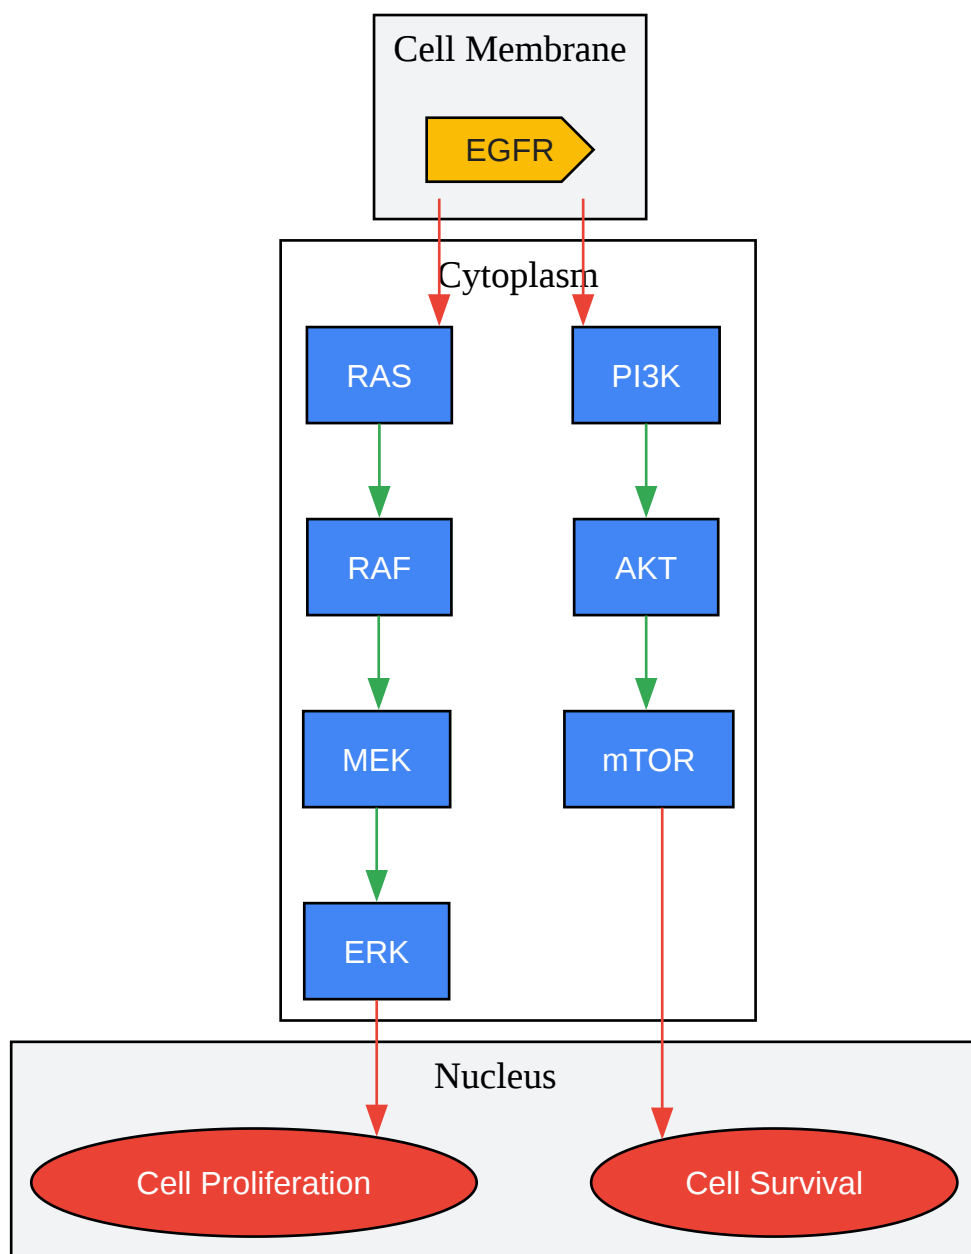 Cell Membrane
EGFR
Cytoplasm
RAS
PI3K
RAF
AKT
MEK
mTOR
ERK
Nucleus
Cell Proliferation
Cell Survival